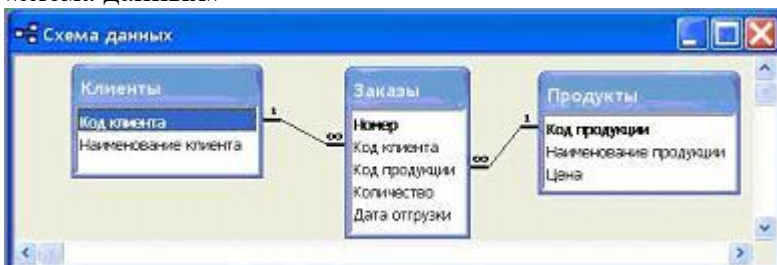 Схема данных
Клиенты
Код клиента
Наименование клиента
1
∞
Заказы
Номер
Код клиента
Код продукции
Количество
Дата отгрузки
∞
1
Продукты
Код продукции
Наименование продукции
Цена